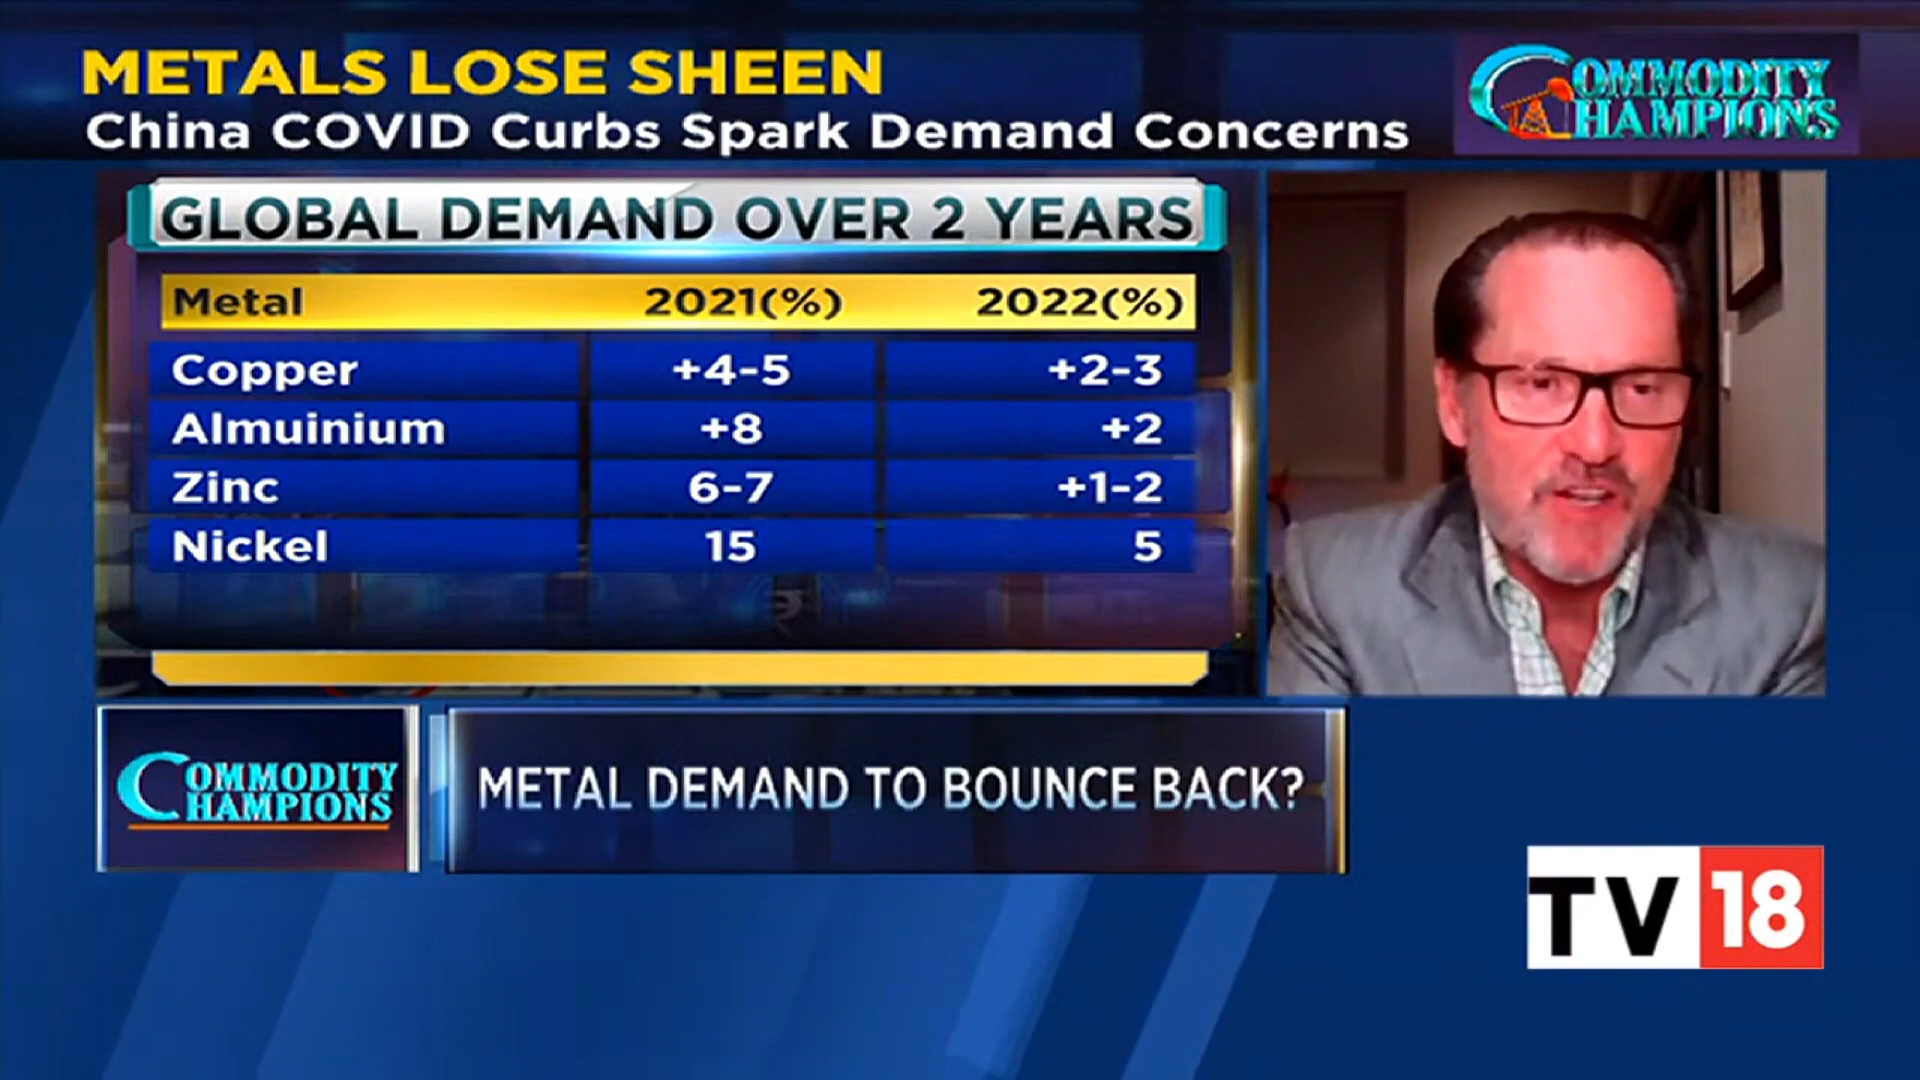 METALS LOSE SHEEN
China COVID Curbs Spark Demand Concerns
COMMODITY
CHAMPIONS
GLOBAL DEMAND OVER 2 YEARS
Metal 2021(%) 2022(%)
Copper +4-5 +2-3
Almuinium +8 +2
Zinc 6-7 +1-2
Nickel 15 5
COMMODITY
CHAMPIONS
METAL DEMAND TO BOUNCE BACK?
TV18